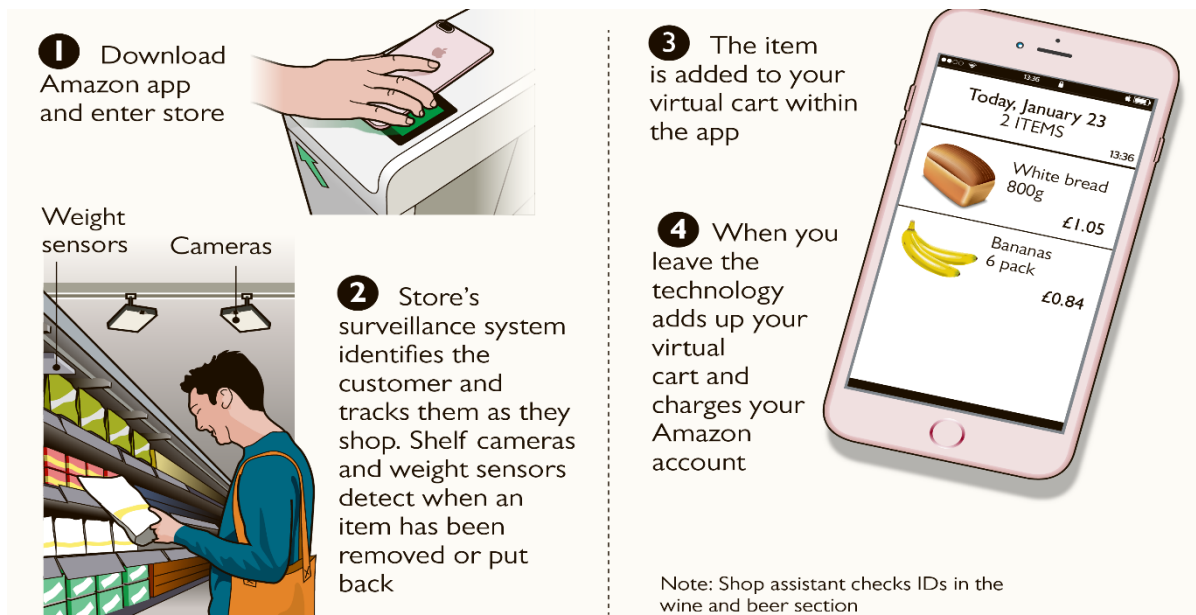 1 Download
Amazon app
and enter store
Weight
sensors
Cameras
2 Store's
surveillance system
identifies the
customer and
tracks them as they
shop. Shelf cameras
and weight sensors
detect when an
item has been
removed or put
back
3 The item
is added to your
virtual cart within
the app
4 When you
leave the
technology
adds up your
virtual
cart and
charges your
Amazon
account
13:36
Today, January 23
2 ITEMS
13:36
White bread
800g
£1.05
Bananas
6 pack
£0.84
Note: Shop assistant checks IDs in the
wine and beer section